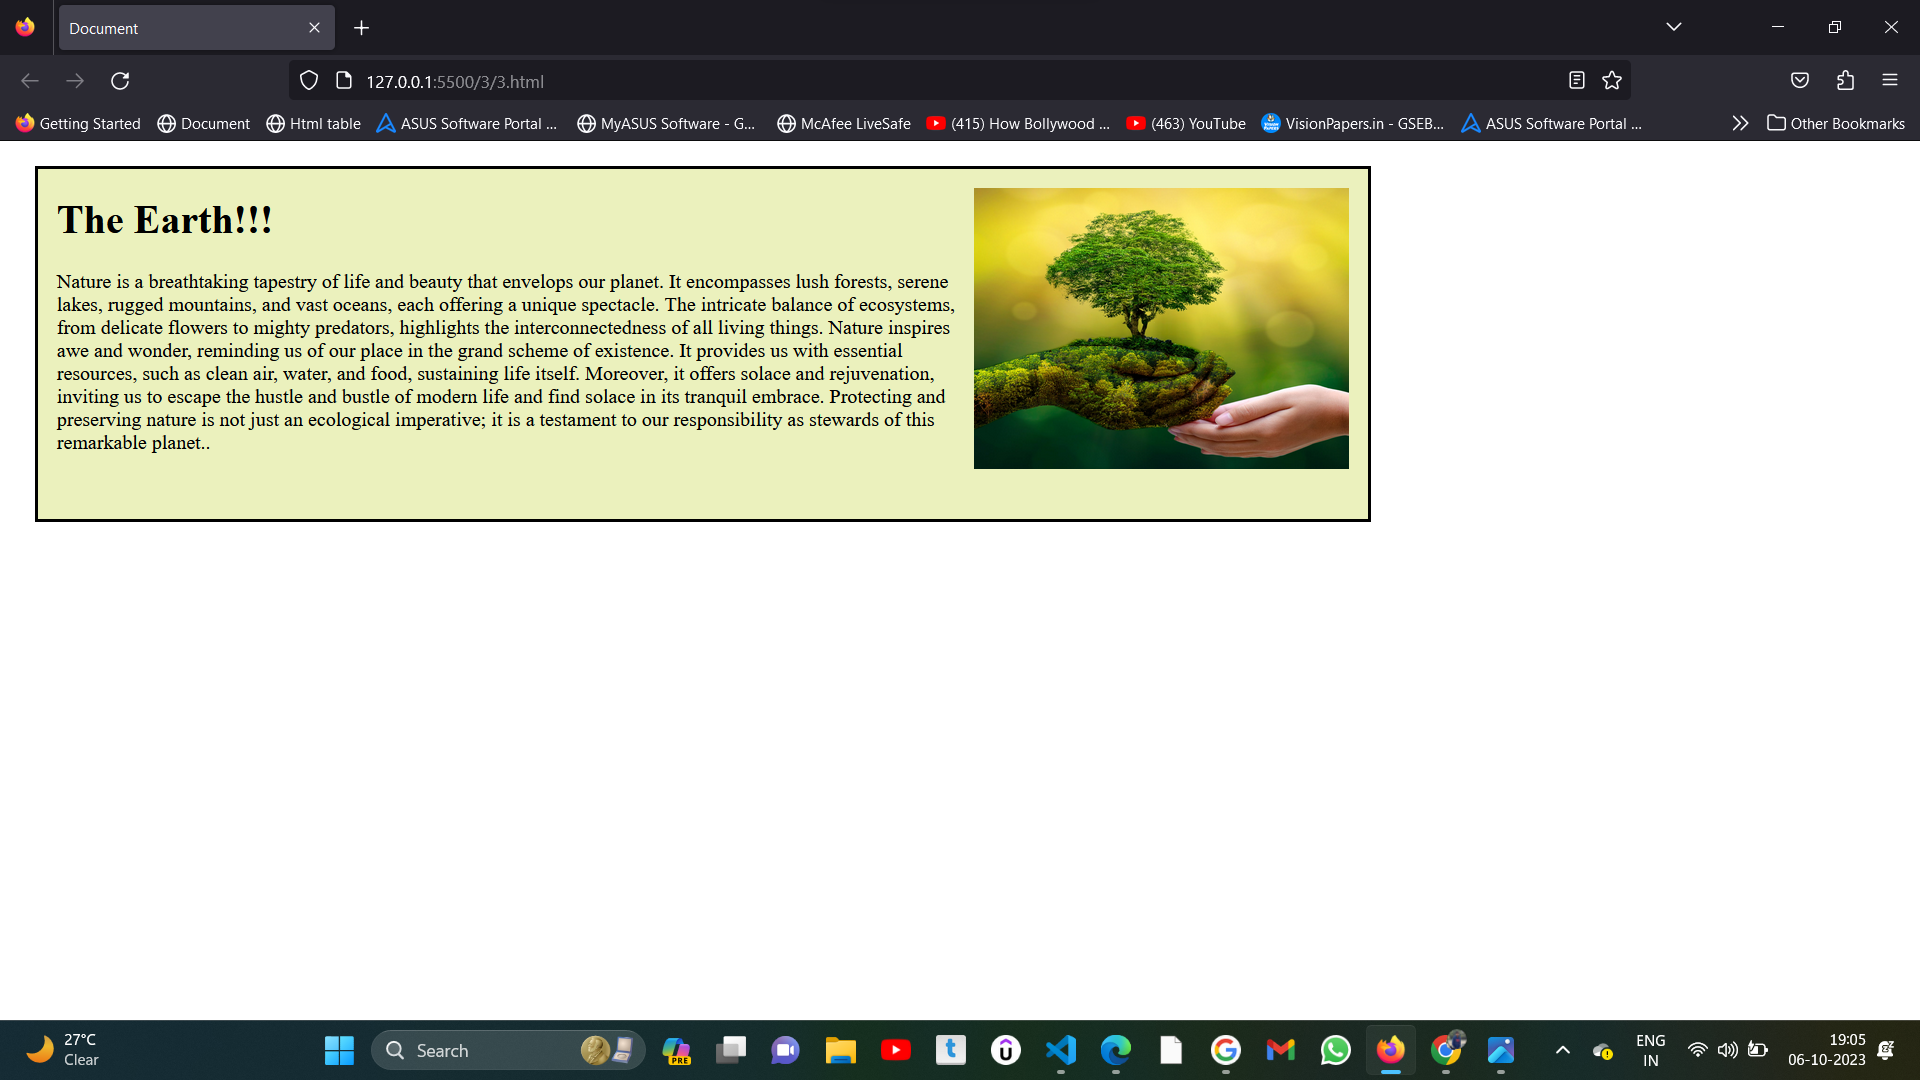 Document
127.0.0.1:5500/3/3.html
Getting Started
Document
Html table
ASUS Software Portal ...
MyASUS Software - G...
McAfee LiveSafe
(415) How Bollywood ...
(463) YouTube
VisionPapers.in - GSEB...
ASUS Software Portal ...
Other Bookmarks
The Earth!!!
Nature is a breathtaking tapestry of life and beauty that envelops our planet. It encompasses lush forests, serene
lakes, rugged mountains, and vast oceans, each offering a unique spectacle. The intricate balance of ecosystems,
from delicate flowers to mighty predators, highlights the interconnectedness of all living things. Nature inspires
awe and wonder, reminding us of our place in the grand scheme of existence. It provides us with essential
resources, such as clean air, water, and food, sustaining life itself. Moreover, it offers solace and rejuvenation,
inviting us to escape the hustle and bustle of modern life and find solace in its tranquil embrace. Protecting and
preserving nature is not just an ecological imperative; it is a testament to our responsibility as stewards of this
remarkable planet..
27°C
Clear
Search
PRE
ENG
IN
19:05
06-10-2023